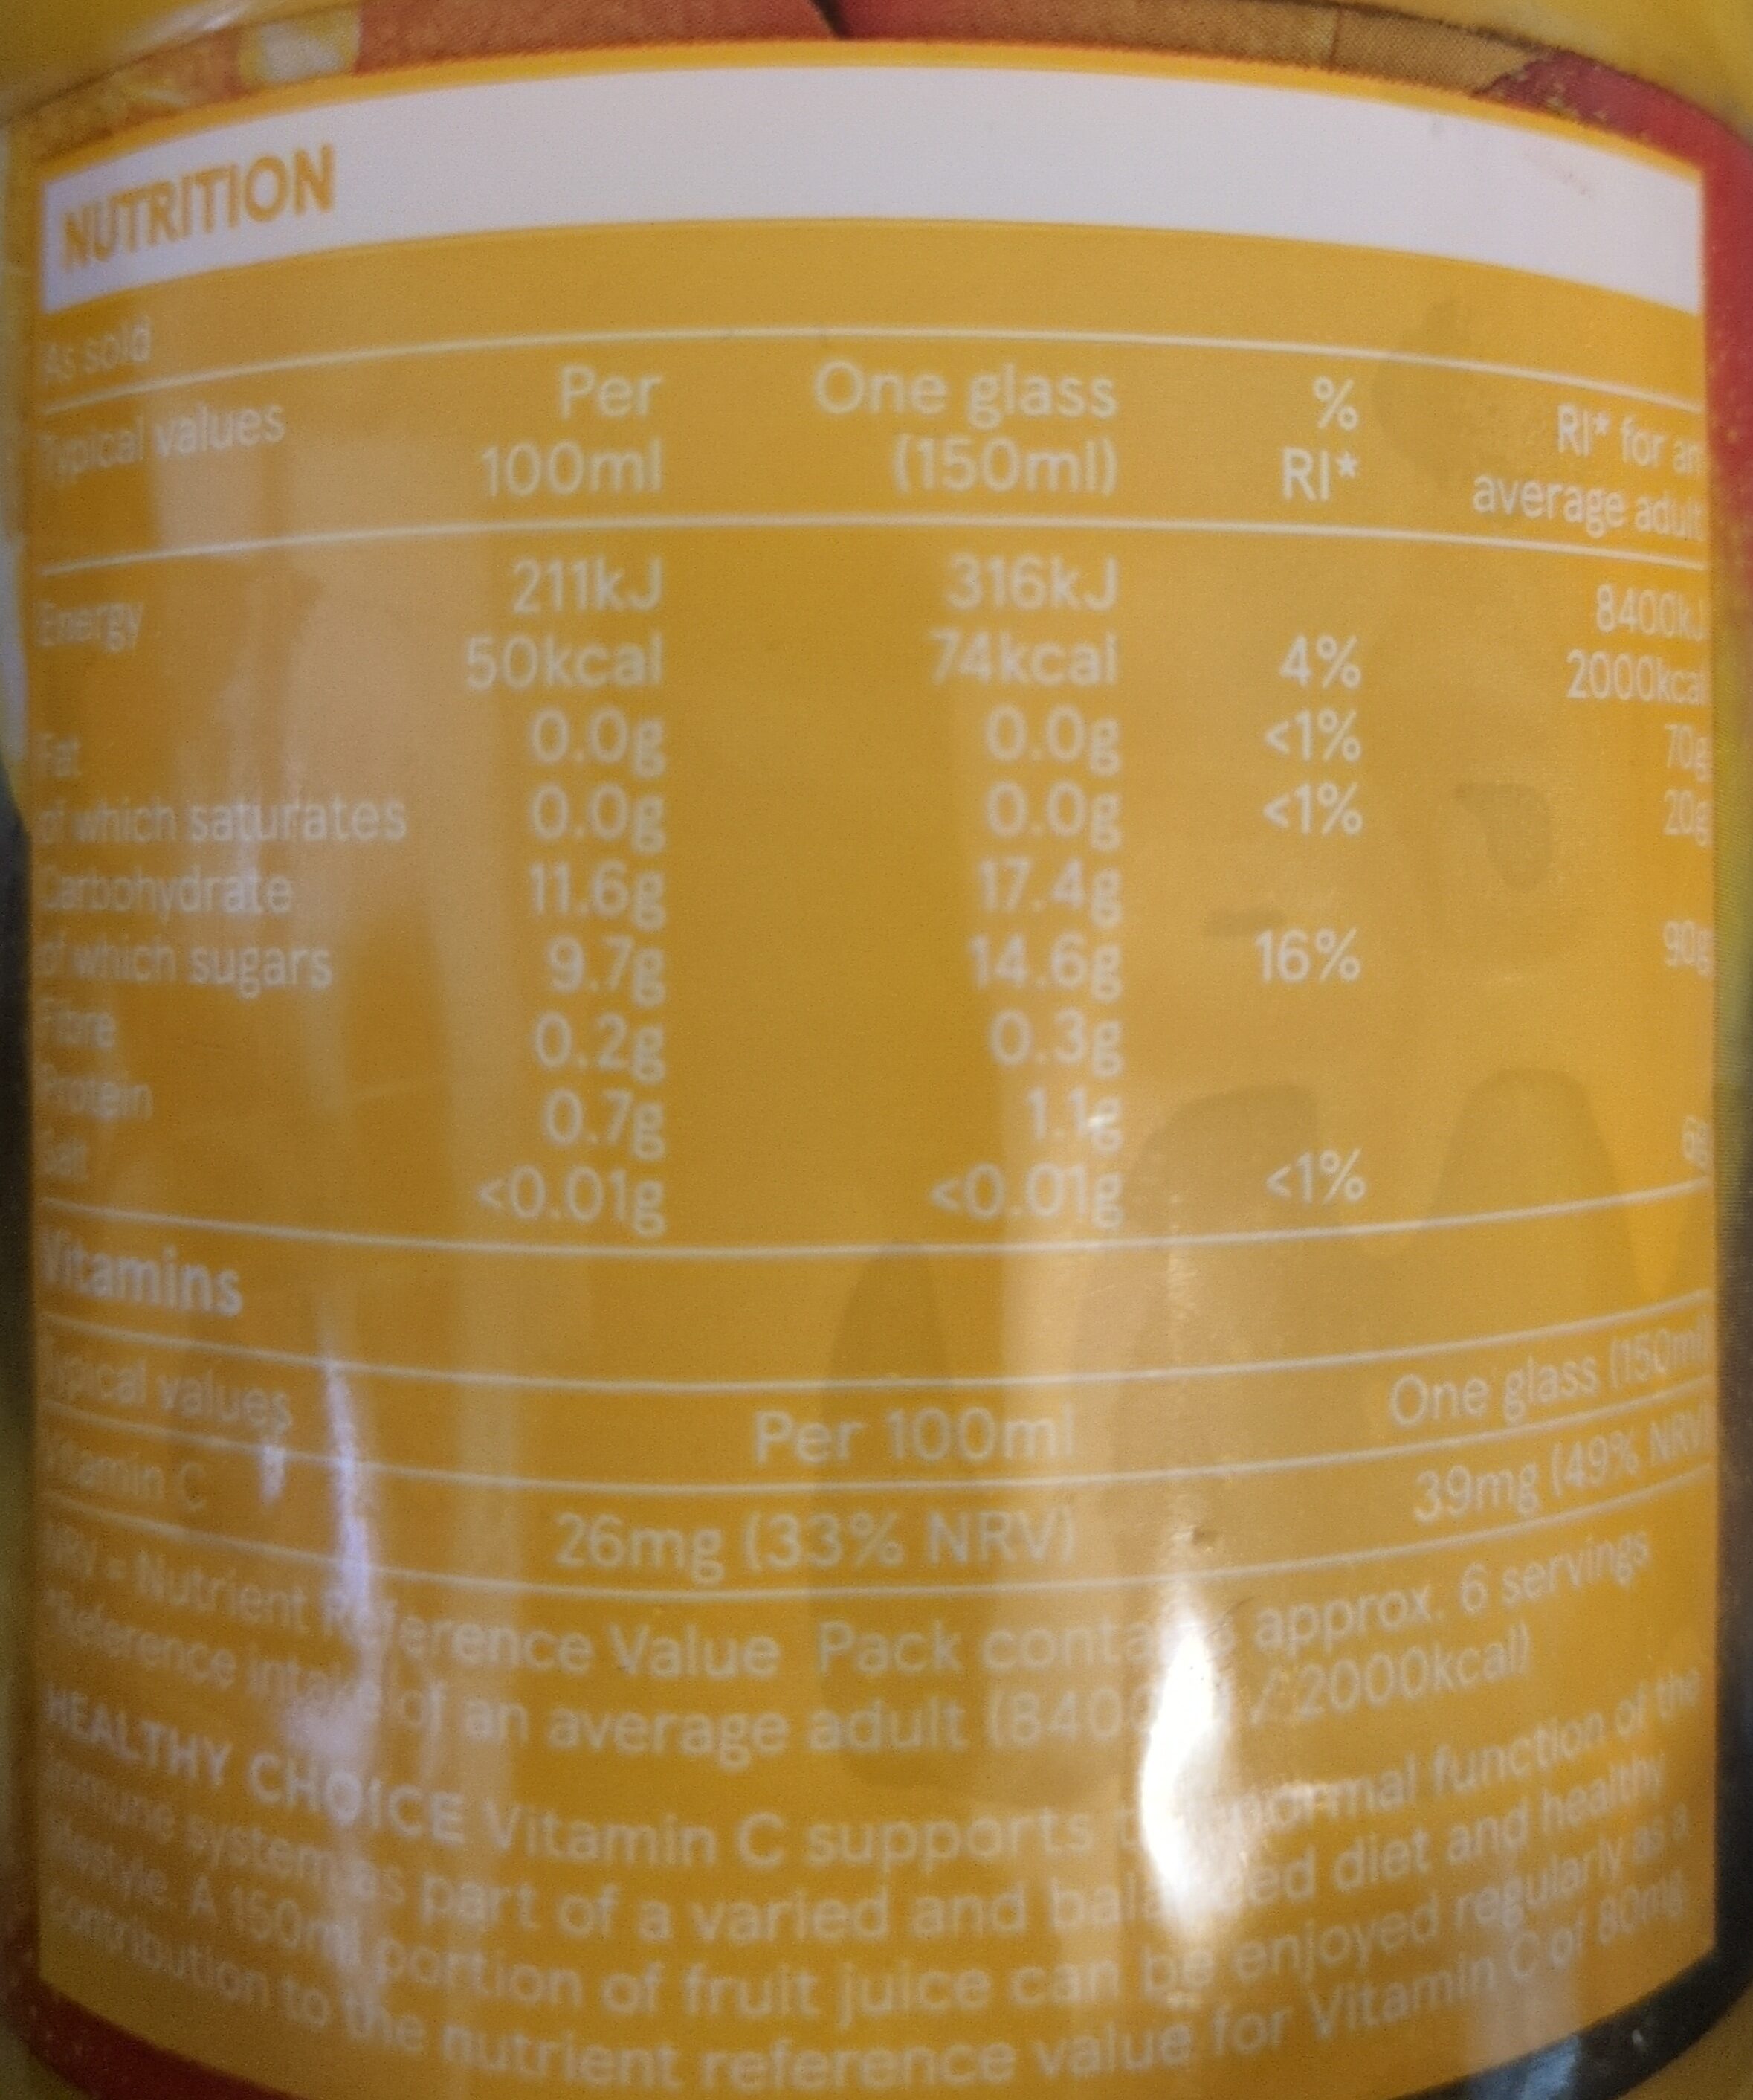 NUTRITION
As sold
Typical values Per 100ml One glass (150ml) % RI* RI* for an average adult
Energy 211kJ 316kJ 8400kJ
50kcal 74kcal 4% 2000kcal
Fat 0.0g 0.0g <1% 70g
of which saturates 0.0g 0.0g <1% 20g
Carbohydrate 11.6g 17.4g
of which sugars 9.7g 14.6g 16% 90g
Fibre 0.2g 0.3g
Protein 0.7g 1.1g
Salt <0.01g <0.01g <1% 6g
Vitamins
Typical values Per 100ml One glass (150ml)
Vitamin C 26mg (33% NRV) 39mg (49% NRV)
NRV = Nutrient Reference Value Pack contains approx. 6 servings
*Reference intake of an average adult (8400kJ / 2000kcal)
HEALTHY CHOICE Vitamin C supports the normal function of the
immune system as part of a varied and balanced diet and healthy
lifestyle. A 150ml portion of fruit juice can be enjoyed regularly as a
contribution to the nutrient reference value for Vitamin C of 80mg